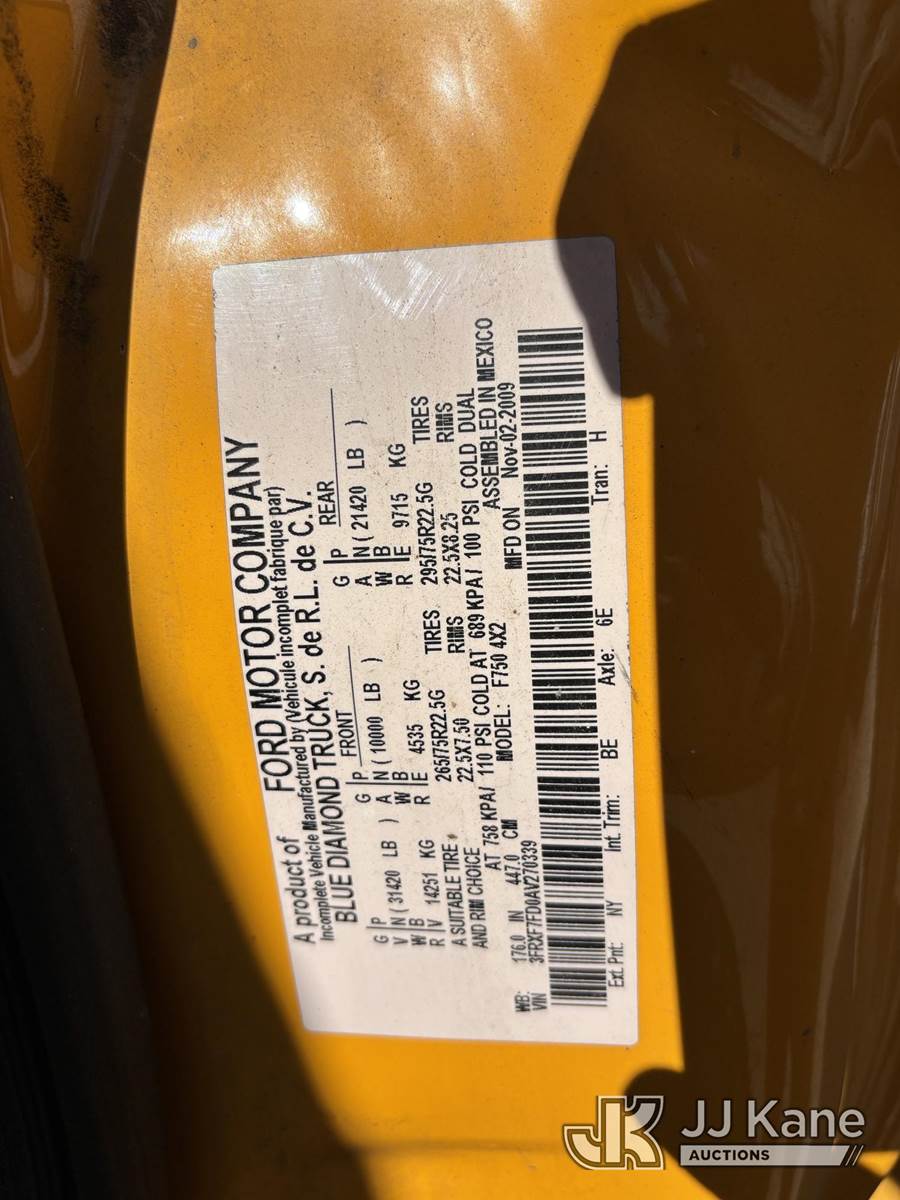 A product of FORD MOTOR COMPANY
Incomplete Vehicle Manufactured by (Vehicule incomplet fabrique par)
BLUE DIAMOND TRUCK, S. de R.L. de C.V.
FRONT REAR
G P G P G P
V N ( 31420 LB ) A N ( 10000 LB ) A N ( 21420 LB )
W B W B W B
R V 14251 KG R E 4535 KG R E 9715 KG
A SUITABLE TIRE 265/75R22.5G TIRES 295/75R22.5G TIRES
AND RIM CHOICE 22.5X7.50 RIMS 22.5X8.25 RIMS
AT 758 KPA/ 110 PSI COLD AT 689 KPA/ 100 PSI COLD DUAL
MODEL: F750 4X2 ASSEMBLED IN MEXICO
WB: 176.0 IN 447.0 CM MFD ON Nov-02-2009
VIN 3FRXF7FD0AV270339
Ext. Pnt: NY Int. Trim: BE Axle: 6E Tran: H
JK JJ Kane
AUCTIONS